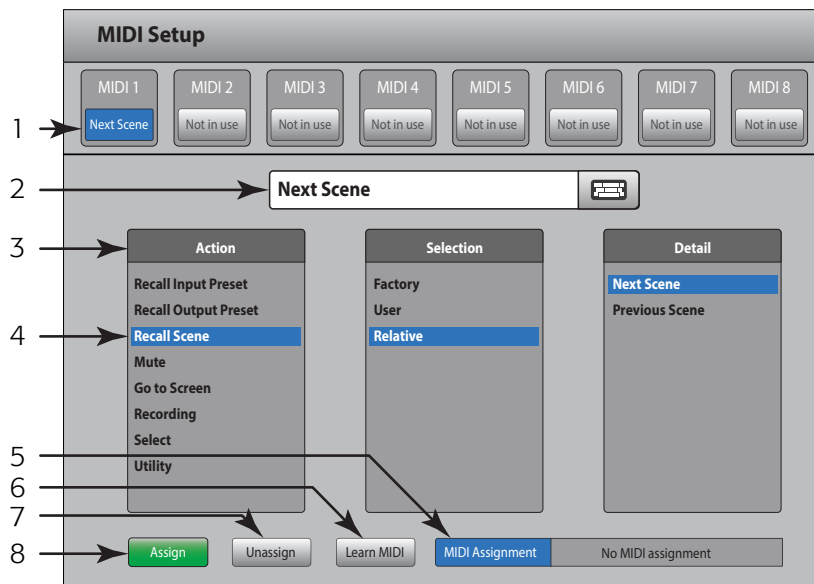 MIDI Setup
MIDI 1 MIDI 2 MIDI 3 MIDI 4 MIDI 5 MIDI 6 MIDI 7 MIDI 8
1 Next Scene Not in use Not in use Not in use Not in use Not in use Not in use Not in use
2 Next Scene
3 Action Selection Detail
Recall Input Preset Factory Next Scene
Recall Output Preset User Previous Scene
4 Recall Scene Relative
Mute
Go to Screen
Recording
Select
5
Utility
6
7
8 Assign Unassign Learn MIDI MIDI Assignment No MIDI assignment